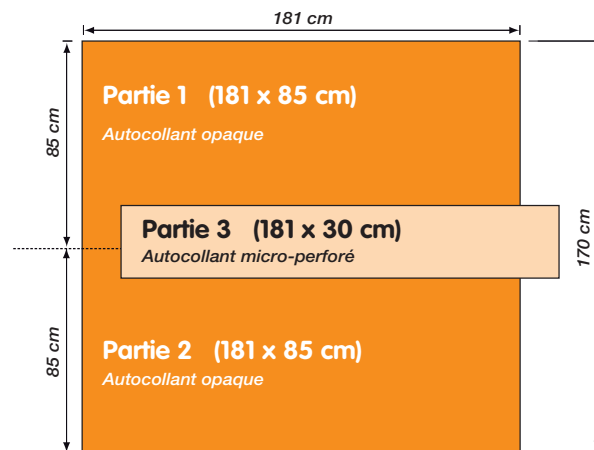 181 cm
85 cm
Partie 1 (181 x 85 cm)
Autocollant opaque
Partie 3 (181 x 30 cm)
Autocollant micro-perforé
170 cm
85 cm
Partie 2 (181 x 85 cm)
Autocollant opaque